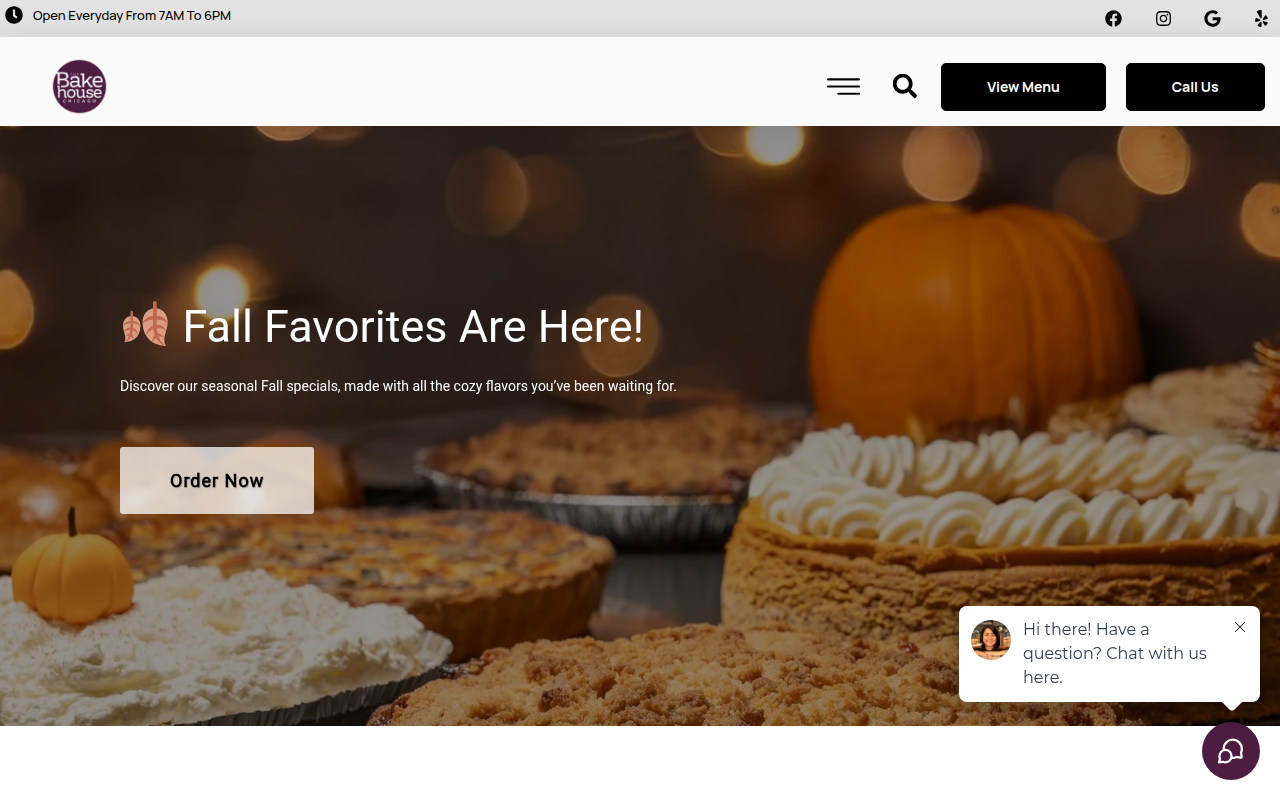 Open Everyday From 7AM To 6PM
THE
Bake
house
CHICAGO
View Menu
Call Us
Fall Favorites Are Here!
Discover our seasonal Fall specials, made with all the cozy flavors you’ve been waiting for.
Order Now
Hi there! Have a
question? Chat with us
here.